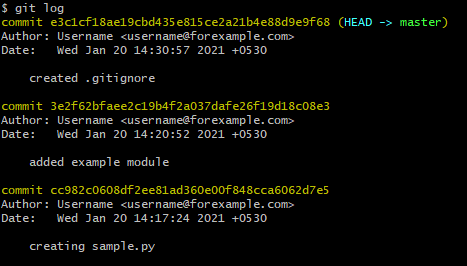 $ git log
commit e3c1cf18ae19cbd435e815ce2a21b4e88d9e9f68 (HEAD -> master)
Author: Username <username@forexample.com>
Date:   Wed Jan 20 14:30:57 2021 +0530
created .gitignore
commit 3e2f62bfaee2c19b4f2a037dafe26f19d18c08e3
Author: Username <username@forexample.com>
Date:   Wed Jan 20 14:20:52 2021 +0530
added example module
commit cc982c0608df2ee81ad360e00f848cca6062d7e5
Author: Username <username@forexample.com>
Date:   Wed Jan 20 14:17:24 2021 +0530
creating sample.py